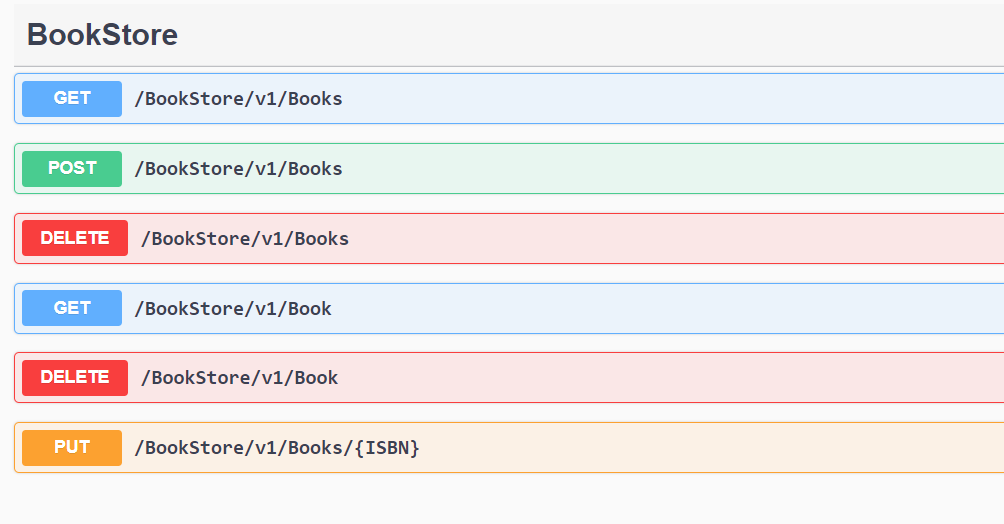 BookStore
GET /BookStore/v1/Books
POST /BookStore/v1/Books
DELETE /BookStore/v1/Books
GET /BookStore/v1/Book
DELETE /BookStore/v1/Book
PUT /BookStore/v1/Books/{ISBN}